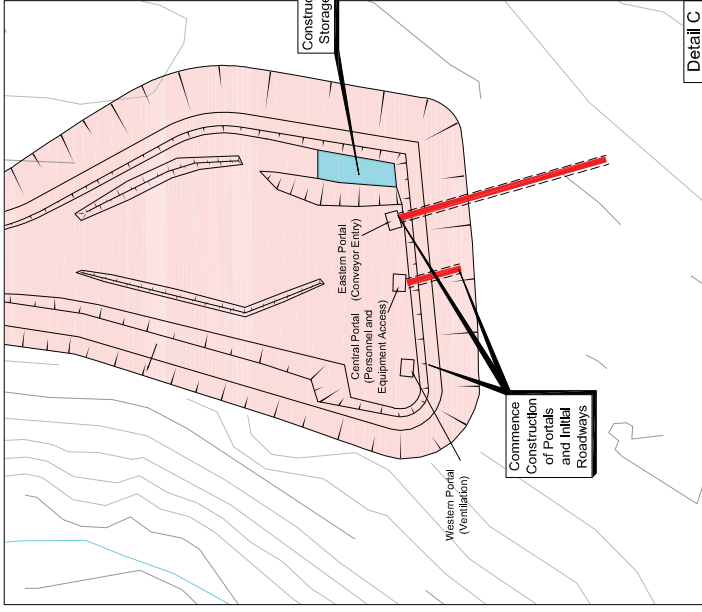 Construc
Storage
Eastern Portal
(Conveyor Entry)
Central Portal
(Personnel and
Equipment Access)
Western Portal
(Ventilation)
Commence
Construction
of Portals
and Initial
Roadways
Detail C